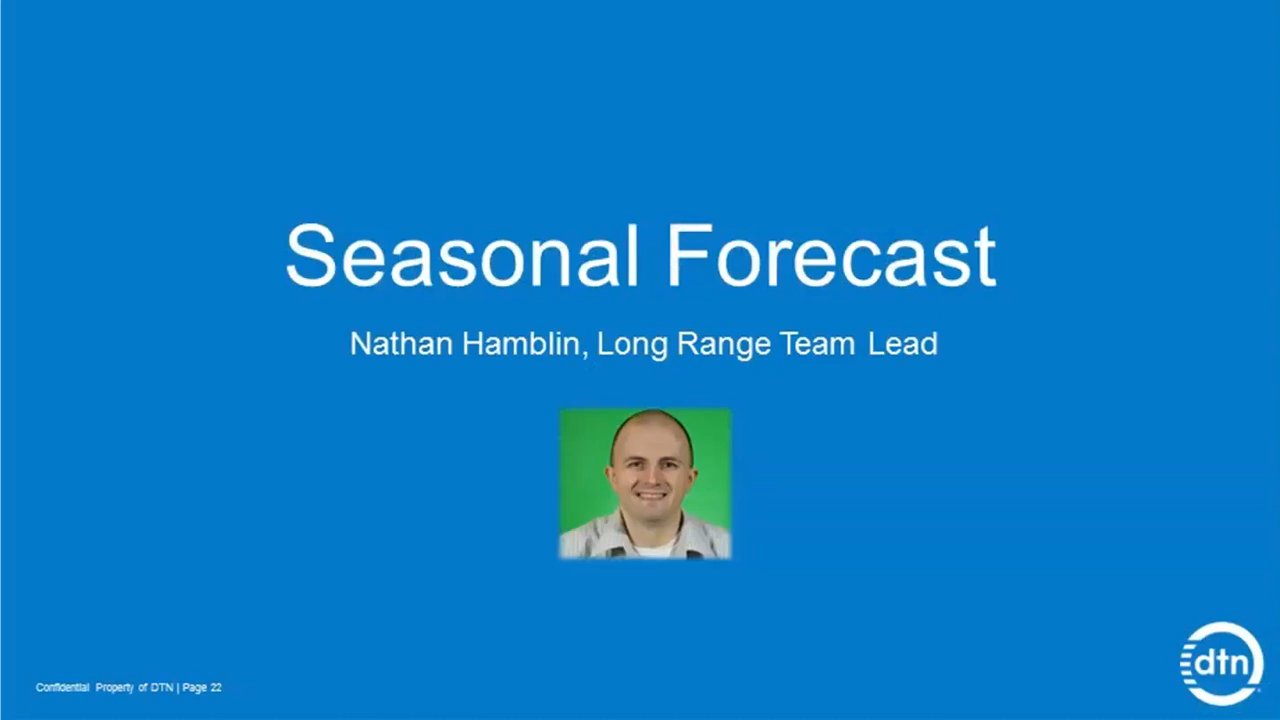 Seasonal Forecast
Nathan Hamblin, Long Range Team Lead
Confidential Property of DTN | Page 22
dtn